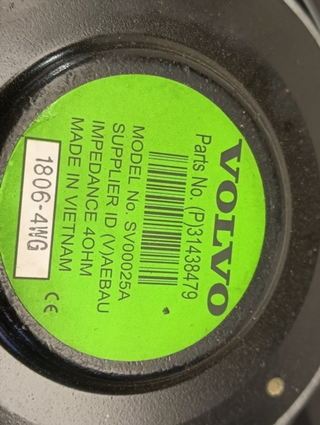 VOLVO
Parts No. (P)31438479
MODEL No. SV00025A
SUPPLIER ID (V)AEBAU
IMPEDANCE 4OHM
MADE IN VIETNAM
CE
1806-4WG